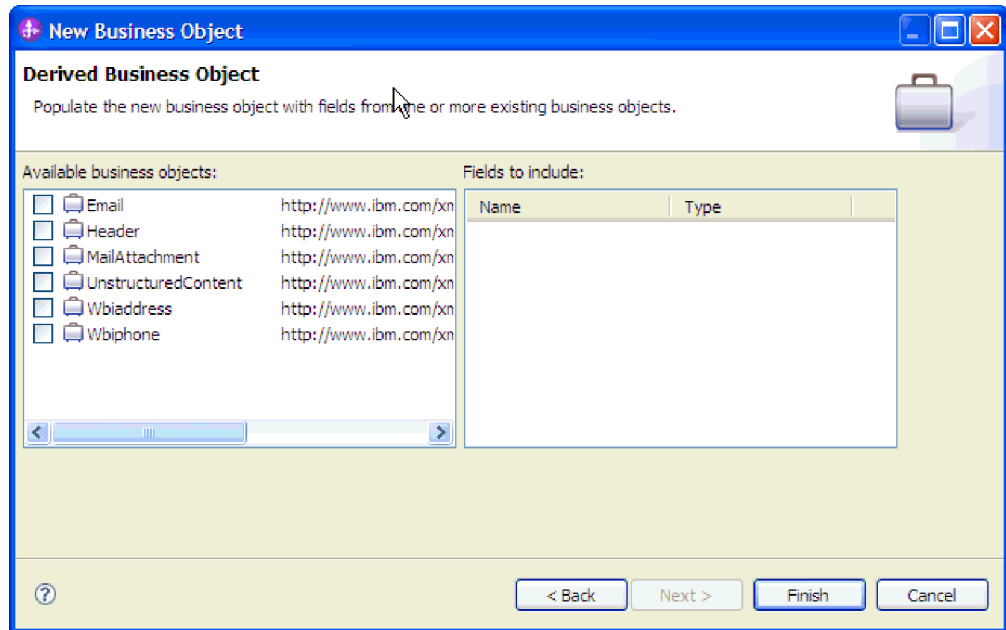 New Business Object
Derived Business Object
Populate the new business object with fields from one or more existing business objects.
Available business objects:
Fields to include:
Email http://www.ibm.com/xn
Header http://www.ibm.com/xn
MailAttachment http://www.ibm.com/xn
UnstructuredContent http://www.ibm.com/xn
Wbiaddress http://www.ibm.com/xn
Wbiphone http://www.ibm.com/xn
Name Type
?
< Back Next > Finish Cancel